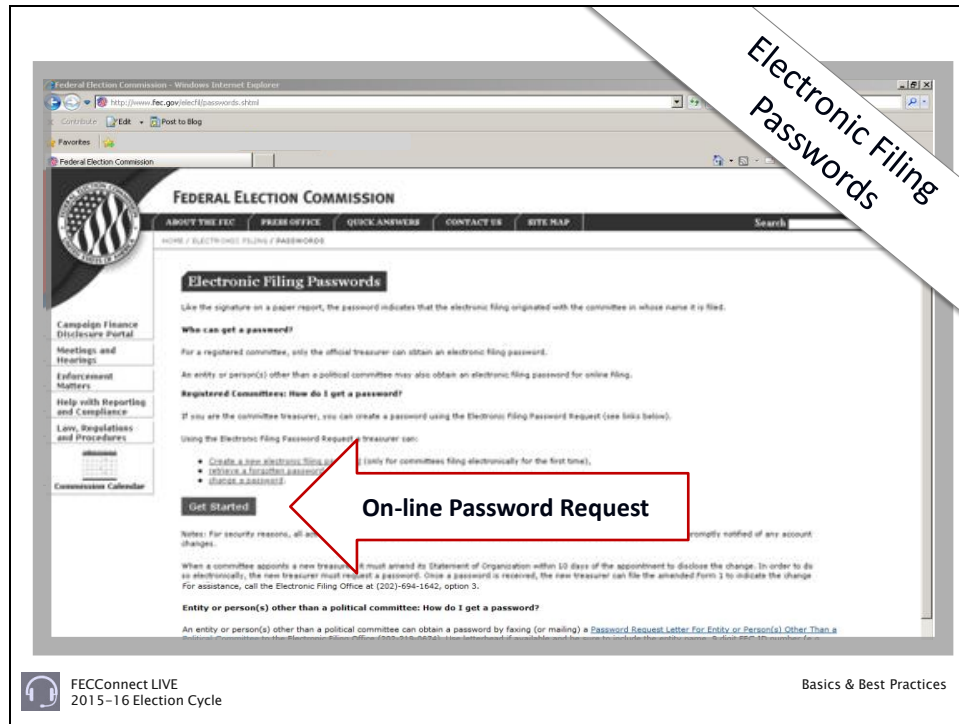 Electronic Filing
Passwords
Federal Election Commission - Windows Internet Explorer
http://www.fec.gov/elecfil/passwords.shtml
Contribute Edit Post to Blog
Favorites
Federal Election Commission
FEDERAL ELECTION COMMISSION
ABOUT THE FEC PRESS OFFICE QUICK ANSWERS CONTACT US SITE MAP Search
HOME / ELECTRONIC FILING / PASSWORDS
Electronic Filing Passwords
Like the signature on a paper report, the password indicates that the electronic filing originated with the committee in whose name it is filed.
Campaign Finance
Disclosure Portal
Meetings and
Hearings
Enforcement
Matters
Help with Reporting
and Compliance
Law, Regulations
and Procedures
Commission Calendar
Who can get a password?
For a registered committee, only the official treasurer can obtain an electronic filing password.
An entity or person(s) other than a political committee may also obtain an electronic filing password for online filing.
Registered Committees: How do I get a password?
If you are the committee treasurer, you can create a password using the Electronic Filing Password Request (see links below).
Using the Electronic Filing Password Request a treasurer can:
Create a new electronic filing (only for committees filing electronically for the first time),
retrieve a forgotten password
change a password.
Get Started
On-line Password Request
Notes: For security reasons, all promptly notified of any account
changes.
When a committee appoints a new treasurer it must amend its Statement of Organization within 10 days of the appointment to disclose the change. In order to do
so electronically, the new treasurer must request a password. Once a password is received, the new treasurer can file the amended Form 1 to indicate the change
For assistance, call the Electronic Filing Office at (202)-694-1642, option 3.
Entity or person(s) other than a political committee: How do I get a password?
An entity or person(s) other than a political committee can obtain a password by faxing (or mailing) a Password Request Letter For Entity or Person(s) Other Than a
FECConnect LIVE
2015-16 Election Cycle
Basics & Best Practices